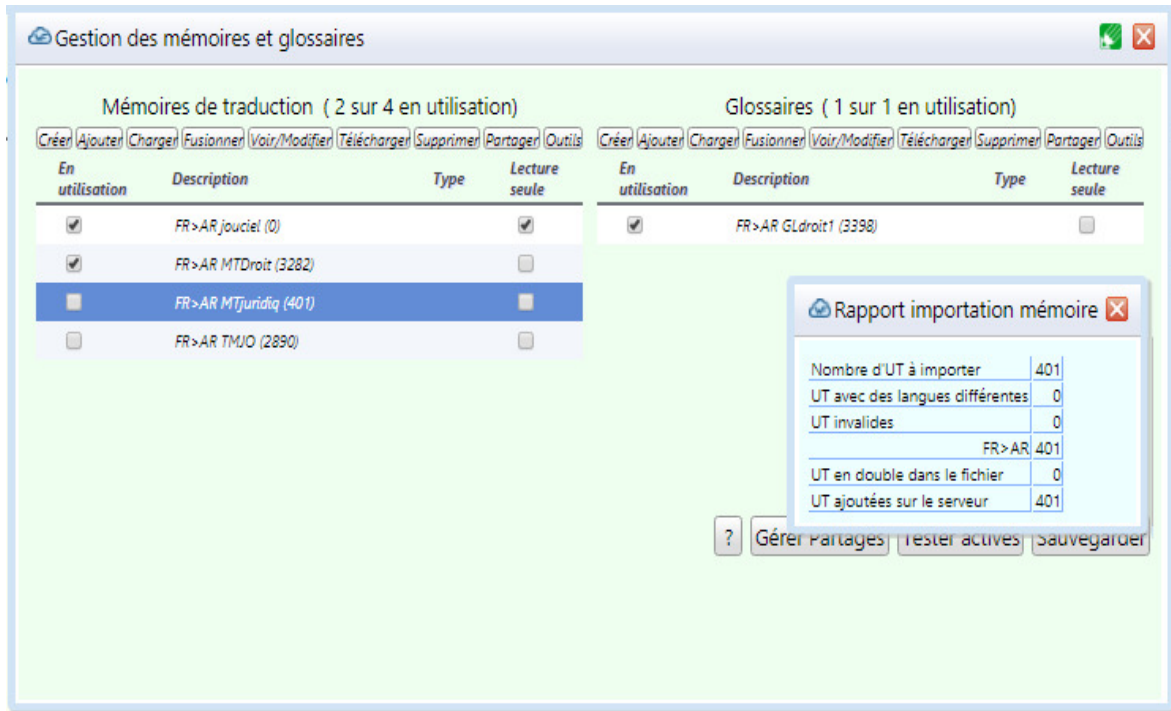 Gestion des mémoires et glossaires
Mémoires de traduction ( 2 sur 4 en utilisation)
Créer Ajouter Charger Fusionner Voir/Modifier Télécharger Supprimer Partager Outils
En utilisation Description Type Lecture seule
FR>AR jouciel (0)
FR>AR MTDroit (3282)
FR>AR MTjuridiq (401)
FR>AR TMJO (2890)
Glossaires ( 1 sur 1 en utilisation)
Créer Ajouter Charger Fusionner Voir/Modifier Télécharger Supprimer Partager Outils
En utilisation Description Type Lecture seule
FR>AR GLdroit1 (3398)
Rapport importation mémoire
Nombre d'UT à importer 401
UT avec des langues différentes 0
UT invalides 0
FR>AR 401
UT en double dans le fichier 0
UT ajoutées sur le serveur 401
? Gérer Partages Tester actives Sauvegarder